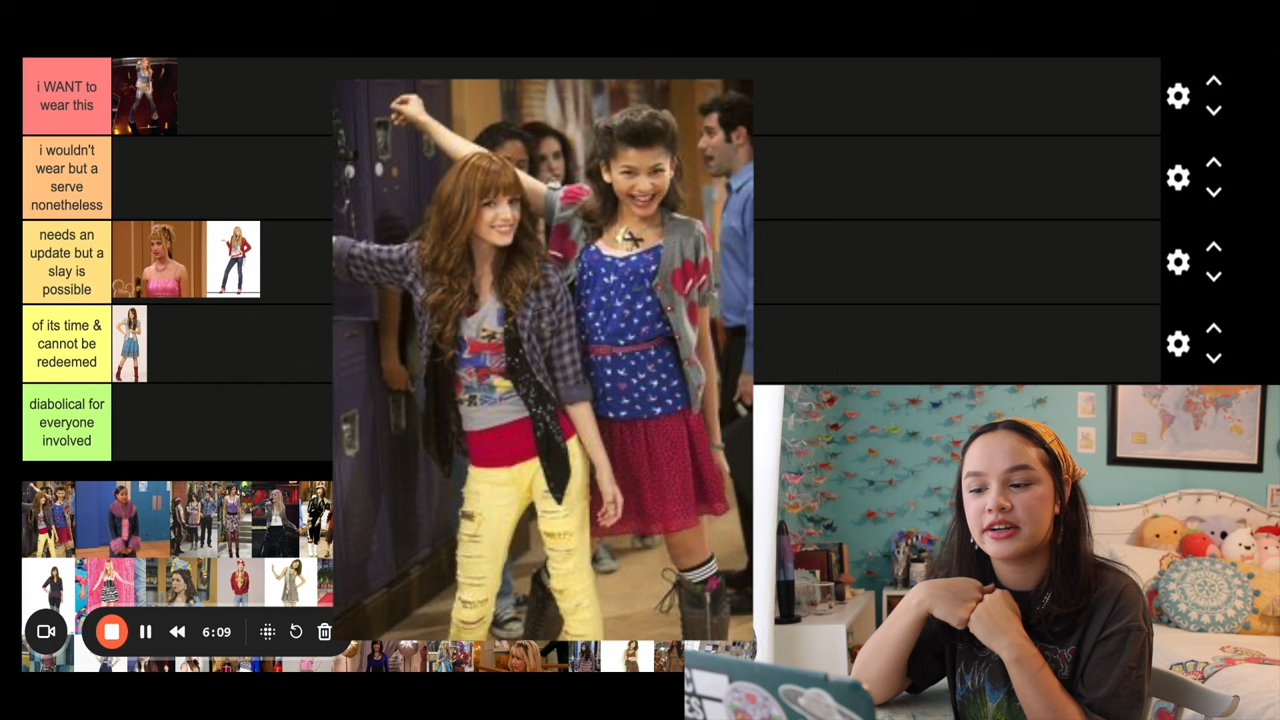 i WANT to
wear this
i wouldn't
wear but a
serve
nonetheless
needs an
update but a
slay is
possible
of its time &
cannot be
redeemed
diabolical for
everyone
involved
6:09